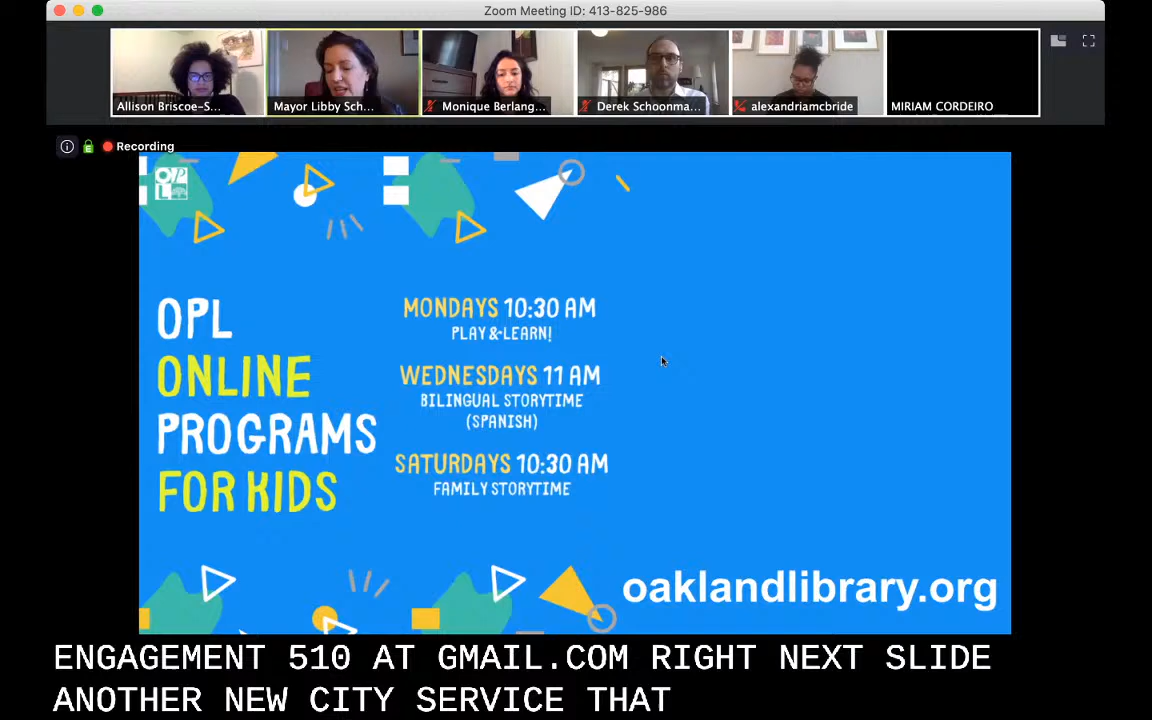 Zoom Meeting ID: 413-825-986
Allison Briscoe-S...
Mayor Libby Sch...
Monique Berlang...
Derek Schoonma...
alexandriamcbride
MIRIAM CORDEIRO
Recording
OPL
OPL
ONLINE
PROGRAMS
FOR KIDS
MONDAYS 10:30 AM
PLAY & LEARN!
WEDNESDAYS 11 AM
BILINGUAL STORYTIME
(SPANISH)
SATURDAYS 10:30 AM
FAMILY STORYTIME
oaklandlibrary.org
ENGAGEMENT 510 AT GMAIL.COM RIGHT NEXT SLIDE
ANOTHER NEW CITY SERVICE THAT